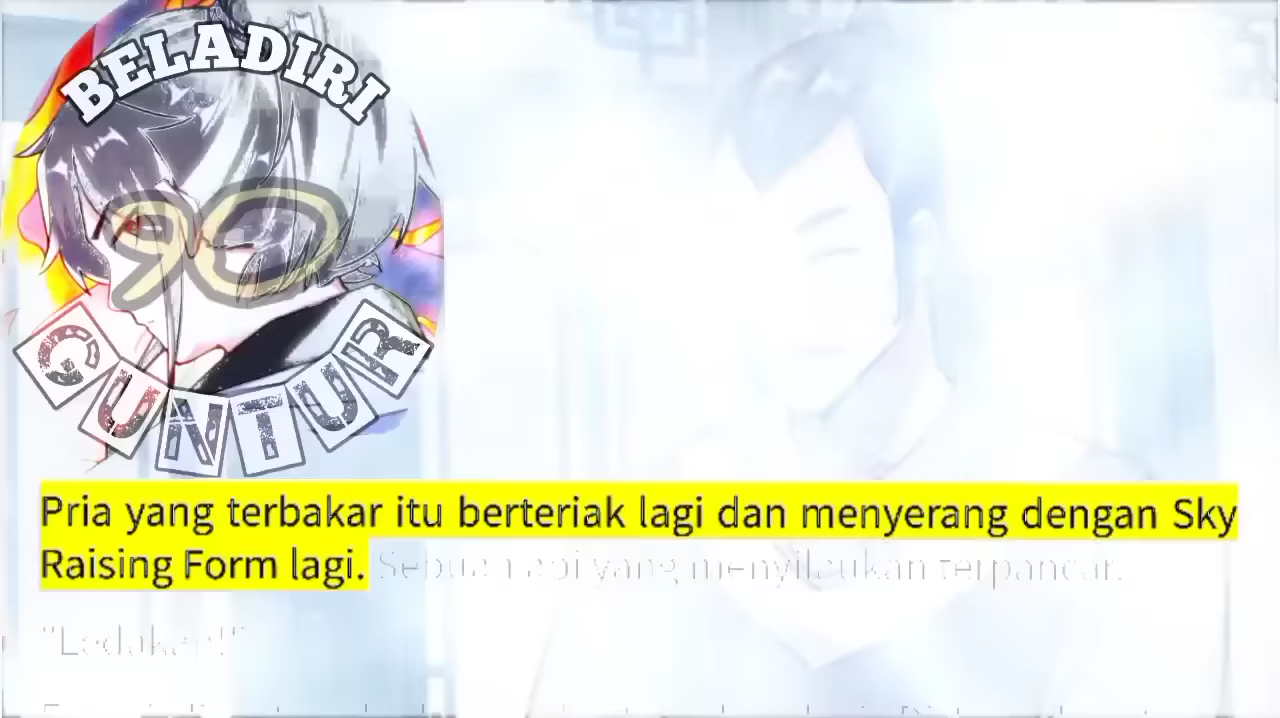 BELADIRI
GUNTUR
Pria yang terbakar itu berteriak lagi dan menyerang dengan Sky
Raising Form lagi. Sebuah api yang menyilaukan terpancar.
"Ledakan!"